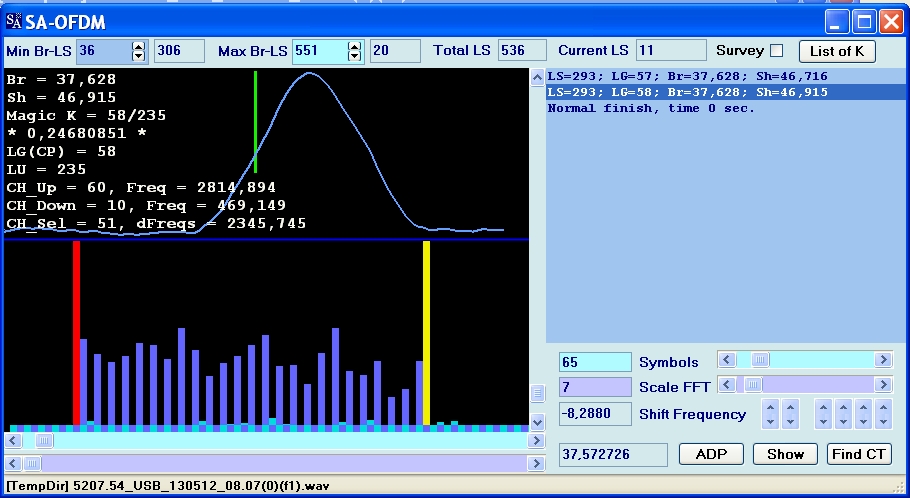 SA-OFDM
Min Br-LS 36 306 Max Br-LS 551 20 Total LS 536 Current LS 11 Survey List of K
Br = 37,628
Sh = 46,915
Magic K = 58/235
* 0,24680851 *
LG(CP) = 58
LU = 235
CH_Up = 60, Freq = 2814,894
CH_Down = 10, Freq = 469,149
CH_Sel = 51, dFreqs = 2345,745
LS=293; LG=57; Br=37,628; Sh=46,716
LS=293; LG=58; Br=37,628; Sh=46,915
Normal finish, time 0 sec.
65 Symbols
7 Scale FFT
-8,2880 Shift Frequency
37,572726 ADP Show Find CT
[TempDir] 5207.54_USB_130512_08.07(0)(f1).wav